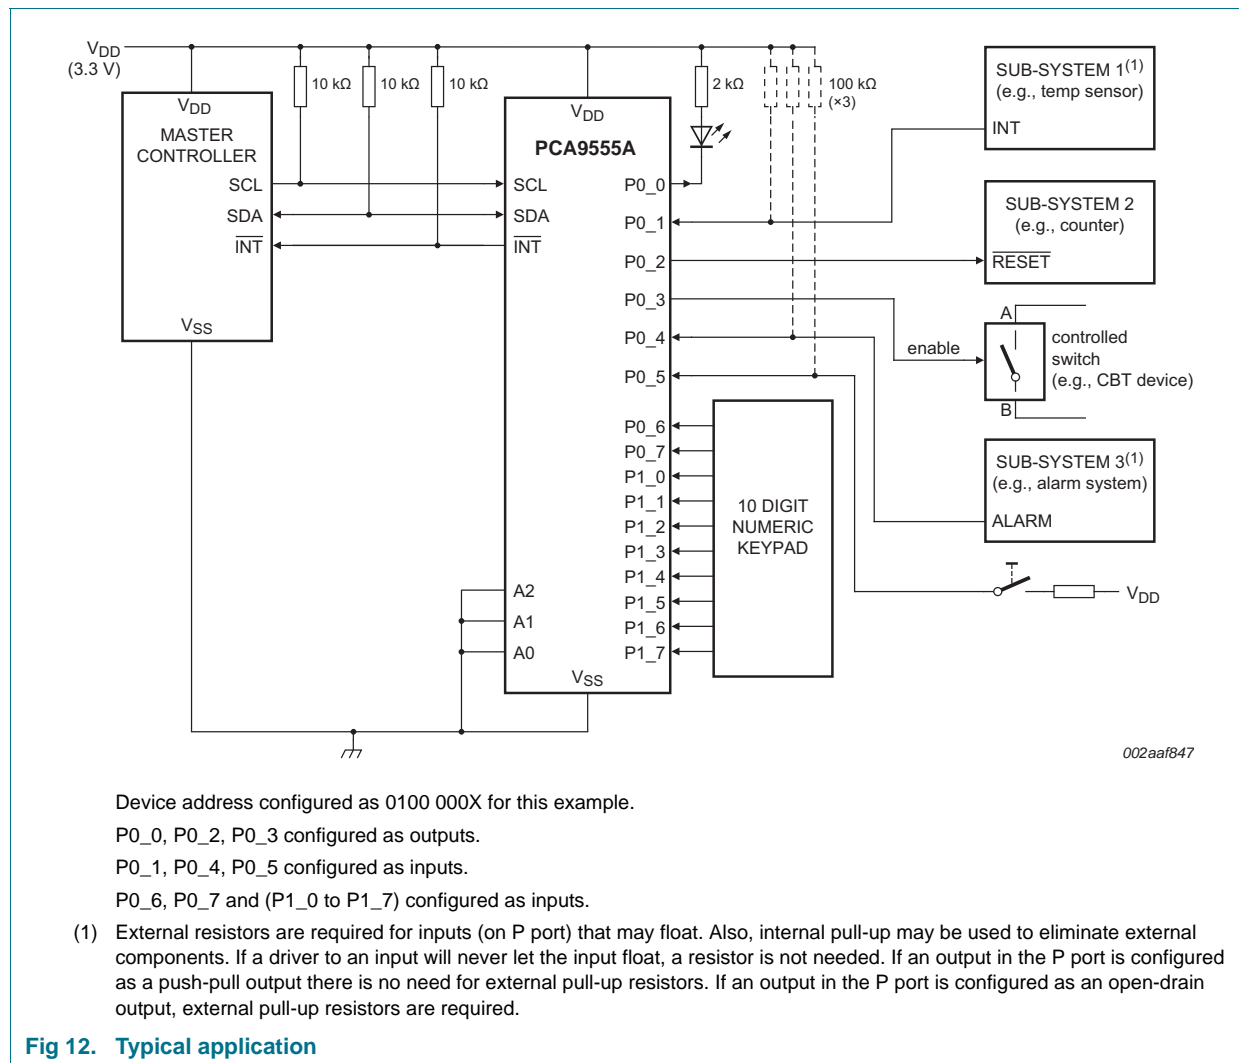 VDD
(3.3 V)
10 kΩ
10 kΩ
10 kΩ
2 kΩ
100 kΩ
(×3)
VDD
MASTER
CONTROLLER
SCL
SDA
INT
VSS
VDD
PCA9555A
SCL
SDA
INT
A2
A1
A0
VSS
P0_0
P0_1
P0_2
P0_3
P0_4
P0_5
P0_6
P0_7
P1_0
P1_1
P1_2
P1_3
P1_4
P1_5
P1_6
P1_7
10 DIGIT
NUMERIC
KEYPAD
SUB-SYSTEM 1(1)
(e.g., temp sensor)
INT
SUB-SYSTEM 2
(e.g., counter)
RESET
A
enable
controlled
switch
(e.g., CBT device)
B
SUB-SYSTEM 3(1)
(e.g., alarm system)
ALARM
VDD
002aaf847
Device address configured as 0100 000X for this example.
P0_0, P0_2, P0_3 configured as outputs.
P0_1, P0_4, P0_5 configured as inputs.
P0_6, P0_7 and (P1_0 to P1_7) configured as inputs.
(1) External resistors are required for inputs (on P port) that may float. Also, internal pull-up may be used to eliminate external
components. If a driver to an input will never let the input float, a resistor is not needed. If an output in the P port is configured
as a push-pull output there is no need for external pull-up resistors. If an output in the P port is configured as an open-drain
output, external pull-up resistors are required.
Fig 12. Typical application